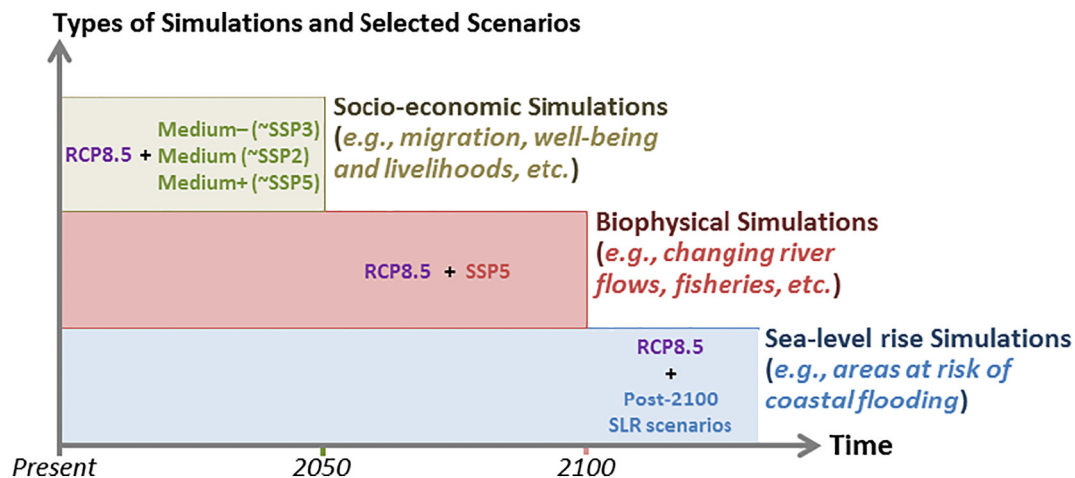 Types of Simulations and Selected Scenarios
Socio-economic Simulations
(e.g., migration, well-being
and livelihoods, etc.)
Medium– (~SSP3)
RCP8.5 + Medium (~SSP2)
Medium+ (~SSP5)
Biophysical Simulations
(e.g., changing river
flows, fisheries, etc.)
RCP8.5 + SSP5
Sea-level rise Simulations
(e.g., areas at risk of
coastal flooding)
RCP8.5
+
Post-2100
SLR scenarios
Time
Present 2050 2100